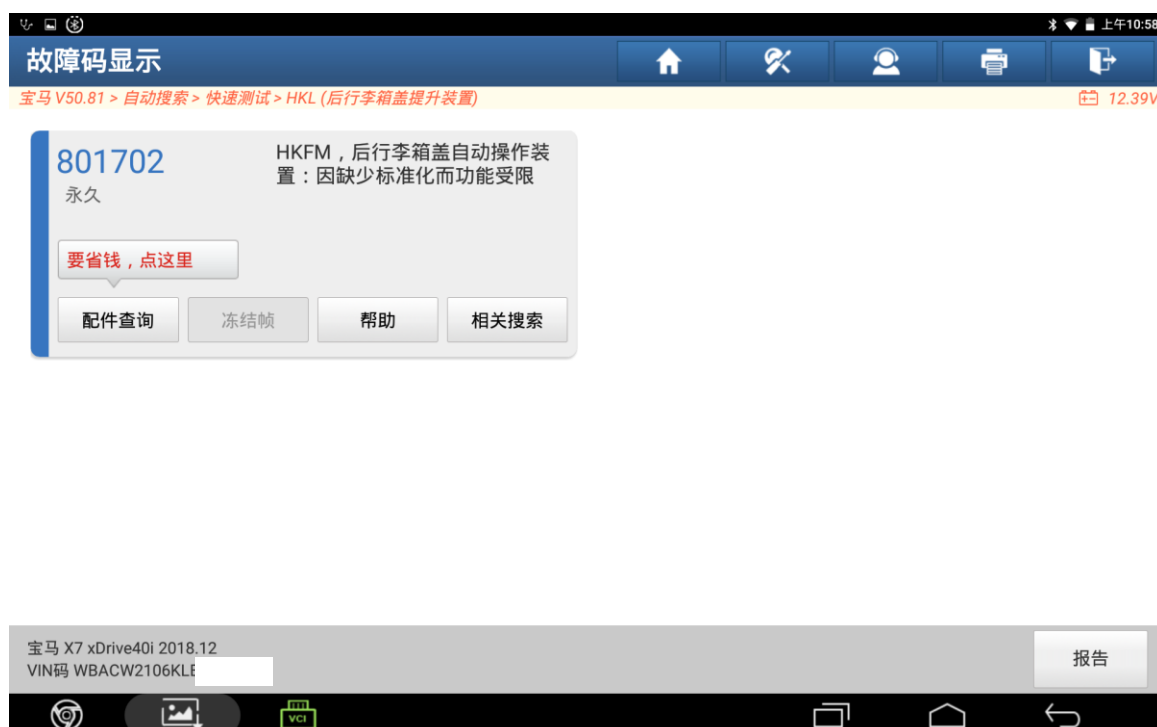 上午10:58
故障码显示
宝马 V50.81 > 自动搜索 > 快速测试 > HKL (后行李箱盖提升装置)
12.39V
801702
永久
HKFM，后行李箱盖自动操作装
置：因缺少标准化而功能受限
要省钱，点这里
配件查询
冻结帧
帮助
相关搜索
宝马 X7 xDrive40i 2018.12
VIN码 WBACW2106KL
报告
VCI